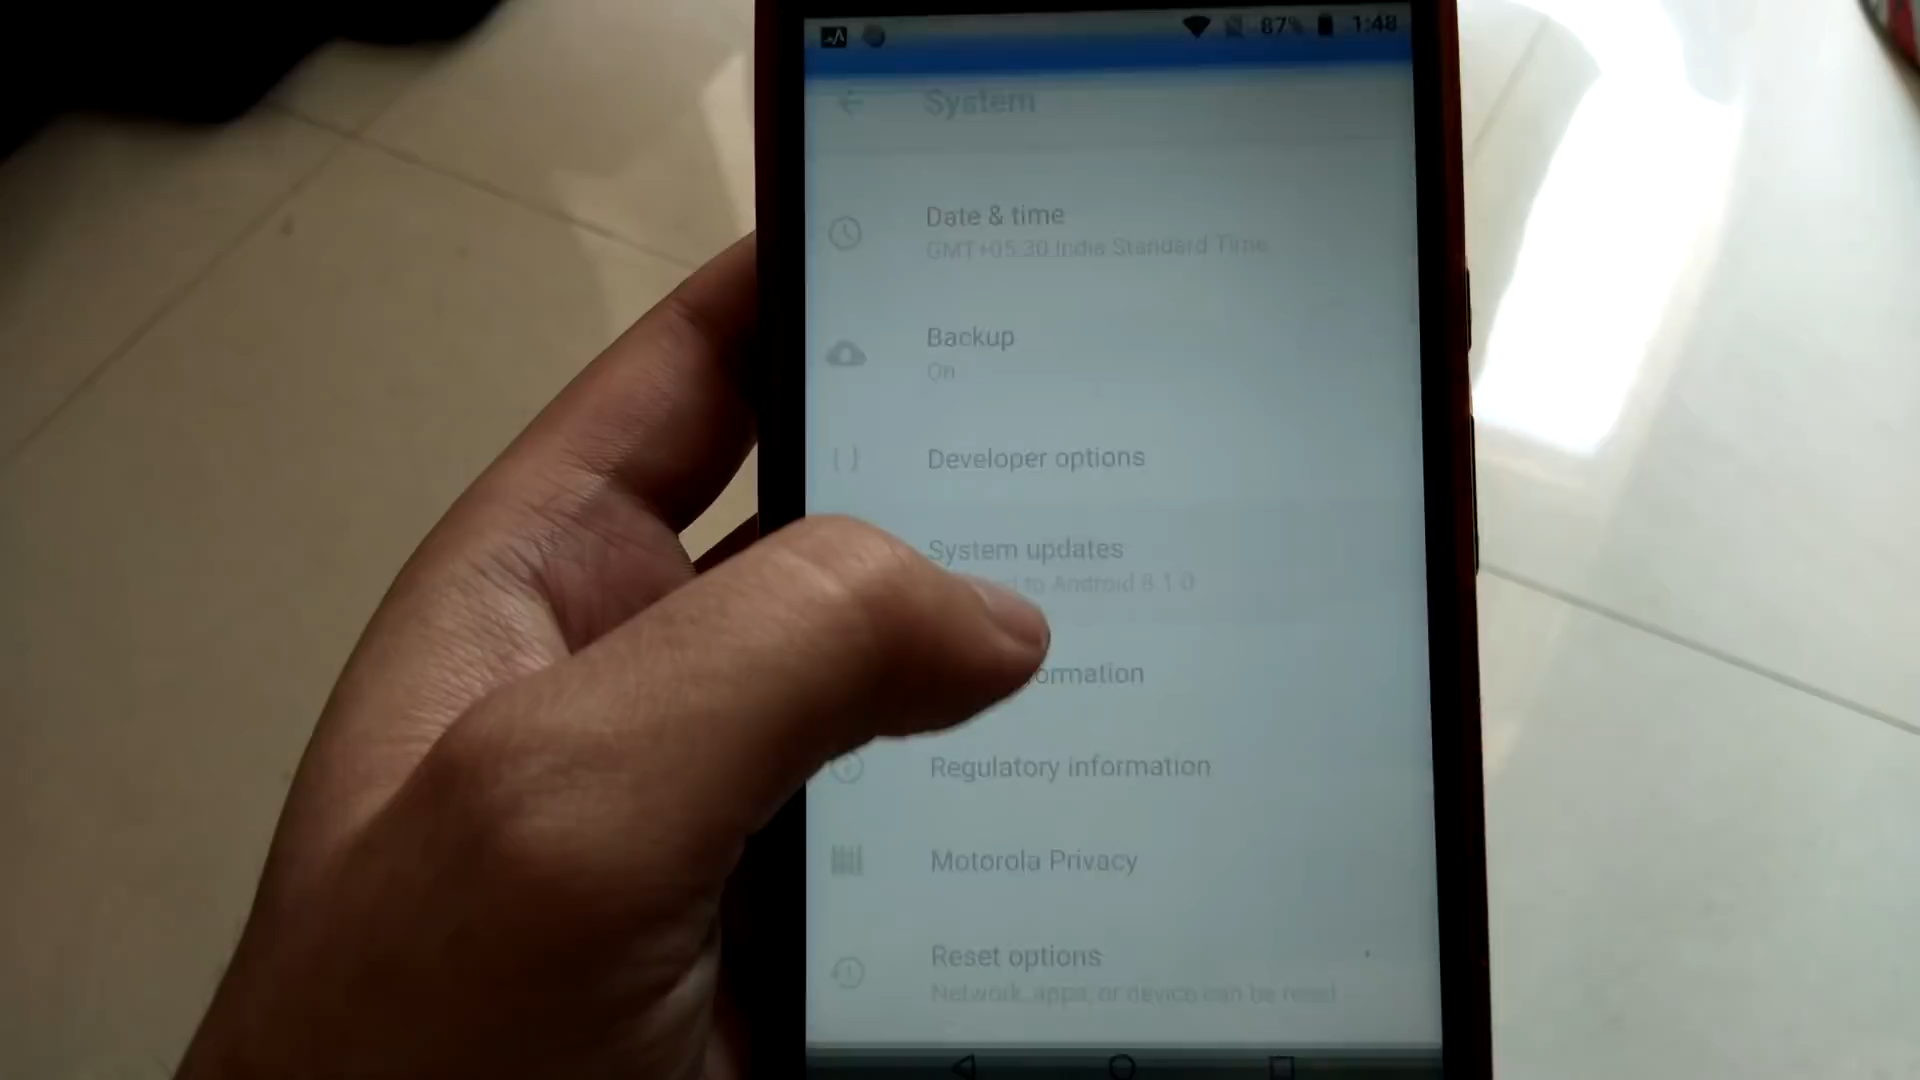 87% 1:48
System
Date & time
GMT+05:30 India Standard Time
Backup
On
Developer options
System updates
to Android 8.1.0
Regulatory information
Motorola Privacy
Reset options
Network, apps, or device can be reset